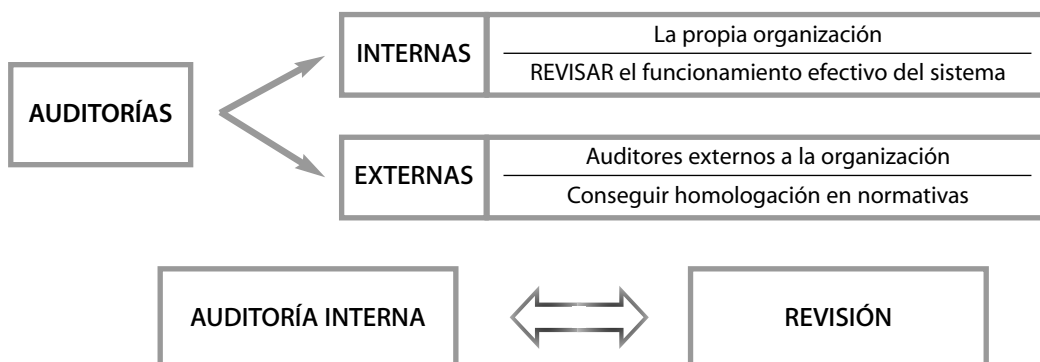 AUDITORÍAS
INTERNAS
La propia organización
REVISAR el funcionamiento efectivo del sistema
EXTERNAS
Auditores externos a la organización
Conseguir homologación en normativas
AUDITORÍA INTERNA
REVISIÓN